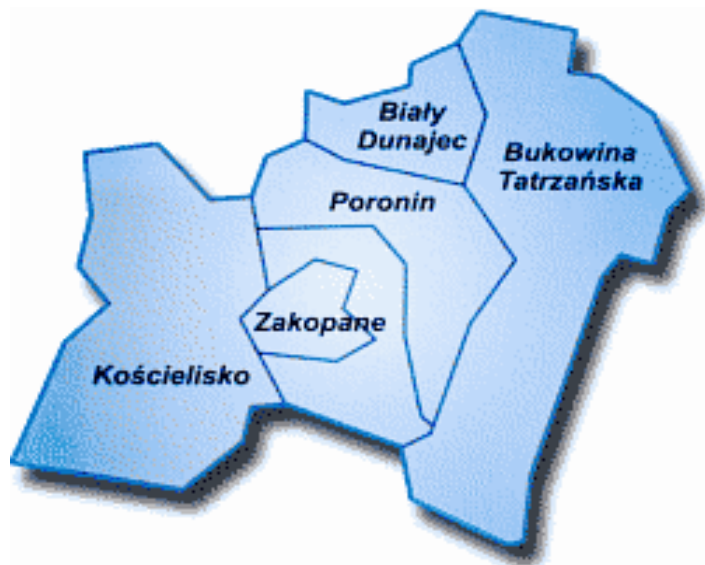 Biały
Dunajec
Bukowina
Tatrzańska
Poronin
Zakopane
Kościelisko